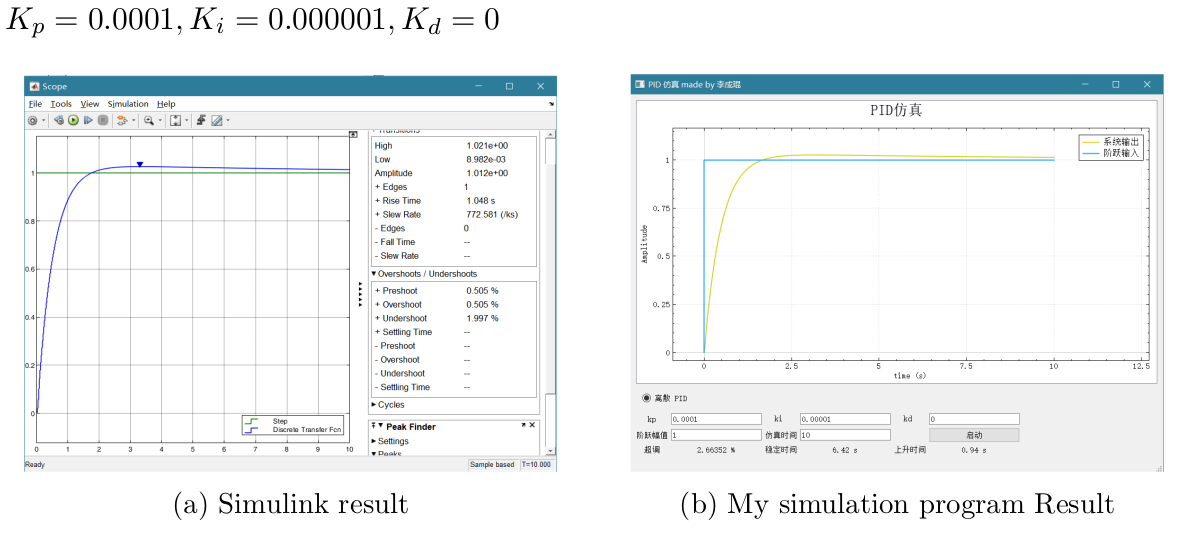 Kp = 0.0001, Ki = 0.000001, Kd = 0
Scope
File Tools View Simulation Help
High 1.021e+00
Low 8.982e-03
Amplitude 1.012e+00
+ Edges 1
+ Rise Time 1.048 s
+ Slew Rate 772.581 (/ks)
- Edges 0
- Fall Time --
- Slew Rate --
▼ Overshoots / Undershoots
+ Preshoot 0.505 %
+ Overshoot 0.505 %
+ Undershoot 1.997 %
+ Settling Time --
- Preshoot --
- Overshoot --
- Undershoot --
- Settling Time --
▶ Cycles
▼ Peak Finder
▶ Settings
▼ Peaks
1
0.8
0.6
0.4
0.2
0
Step
Discrete Transfer Fcn
0 1 2 3 4 5 6 7 8 9 10
Ready Sample based T=10.000
(a) Simulink result
PID 仿真 made by 李成琨
PID仿真
系统输出
阶跃输入
Amplitude
1
0.75
0.5
0.25
0
0 2.5 5 7.5 10 12.5
time (s)
离散 PID
kp 0.0001 ki 0.00001 kd 0
阶跃幅值 1 仿真时间 10 启动
超调 2.66352 % 稳定时间 6.42 s 上升时间 0.94 s
(b) My simulation program Result